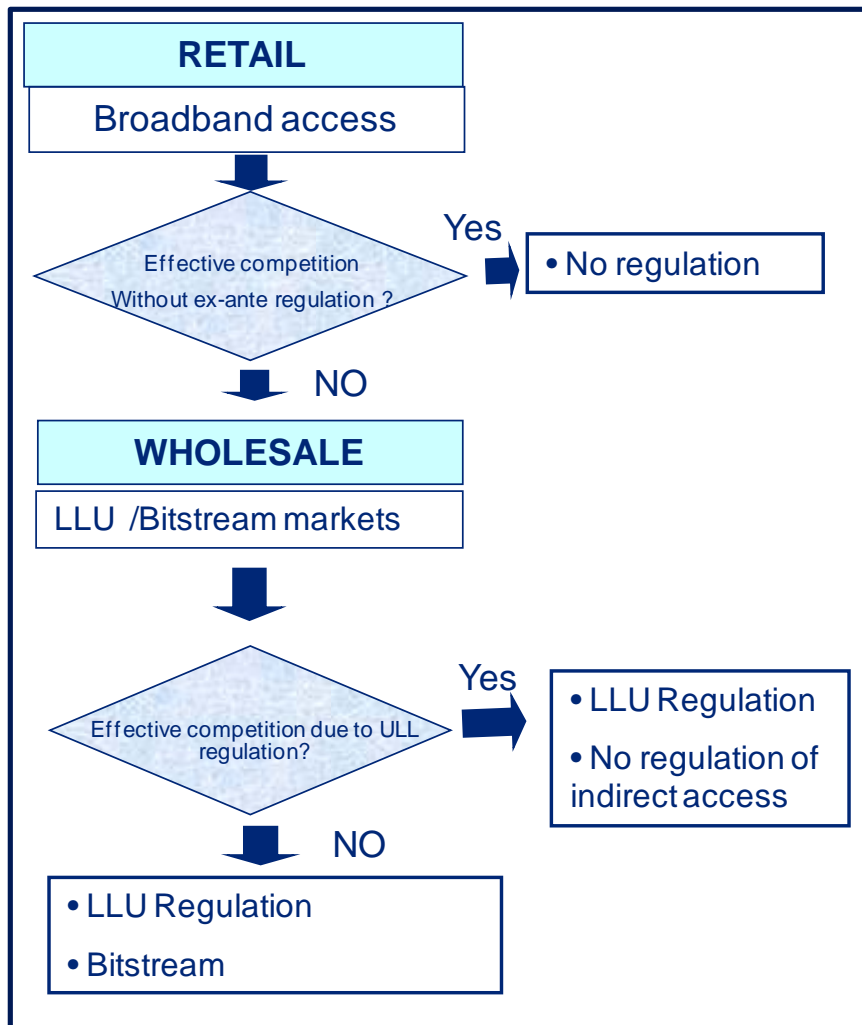 RETAIL
Broadband access
Yes
Effective competition
Without ex-ante regulation ?
• No regulation
NO
WHOLESALE
LLU /Bitstream markets
Yes
Effective competition due to ULL
regulation?
• LLU Regulation
• No regulation of
indirect access
NO
• LLU Regulation
• Bitstream